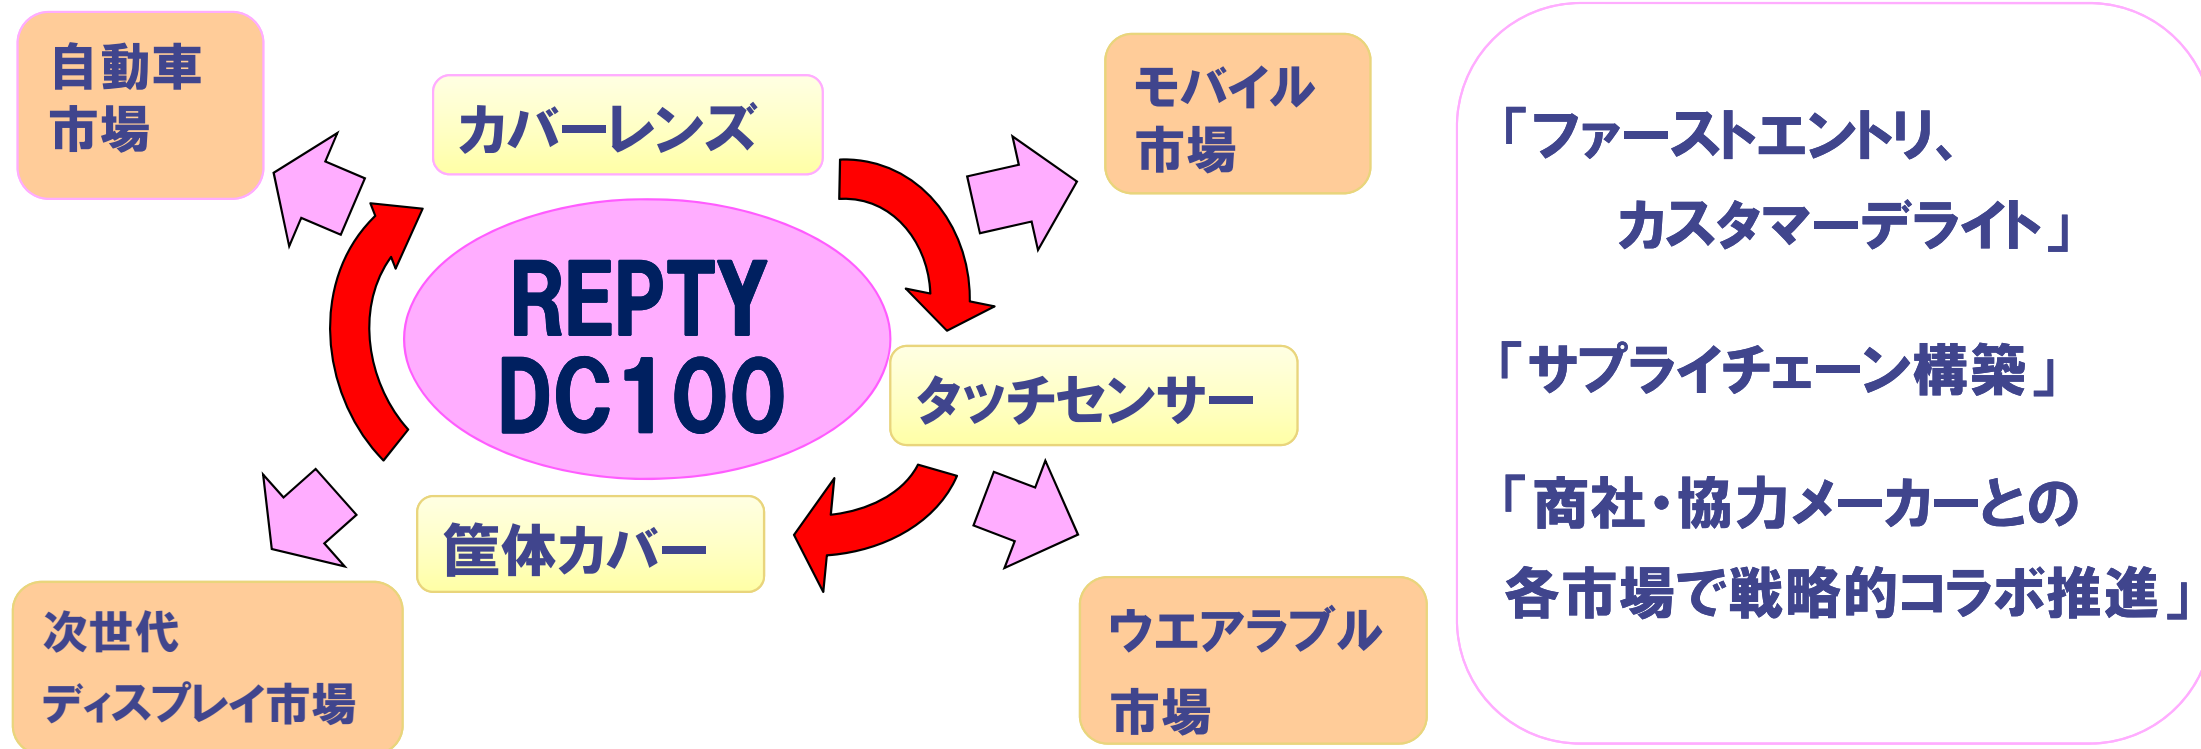 自動車
市場
カバーレンズ
モバイル
市場
REPTY
DC100
タッチセンサー
筐体カバー
次世代
ディスプレイ市場
ウエアラブル
市場
「ファーストエントリ、
カスタマーデライト」
「サプライチェーン構築」
「商社・協力メーカーとの
各市場で戦略的コラボ推進」